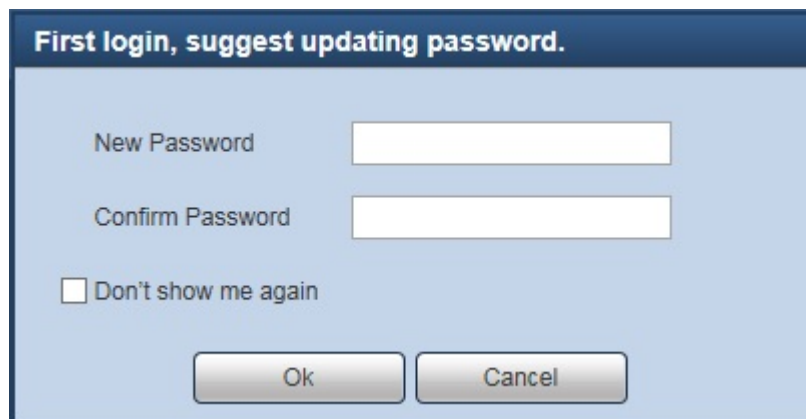 First login, suggest updating password.
New Password
Confirm Password
Don't show me again
Ok Cancel